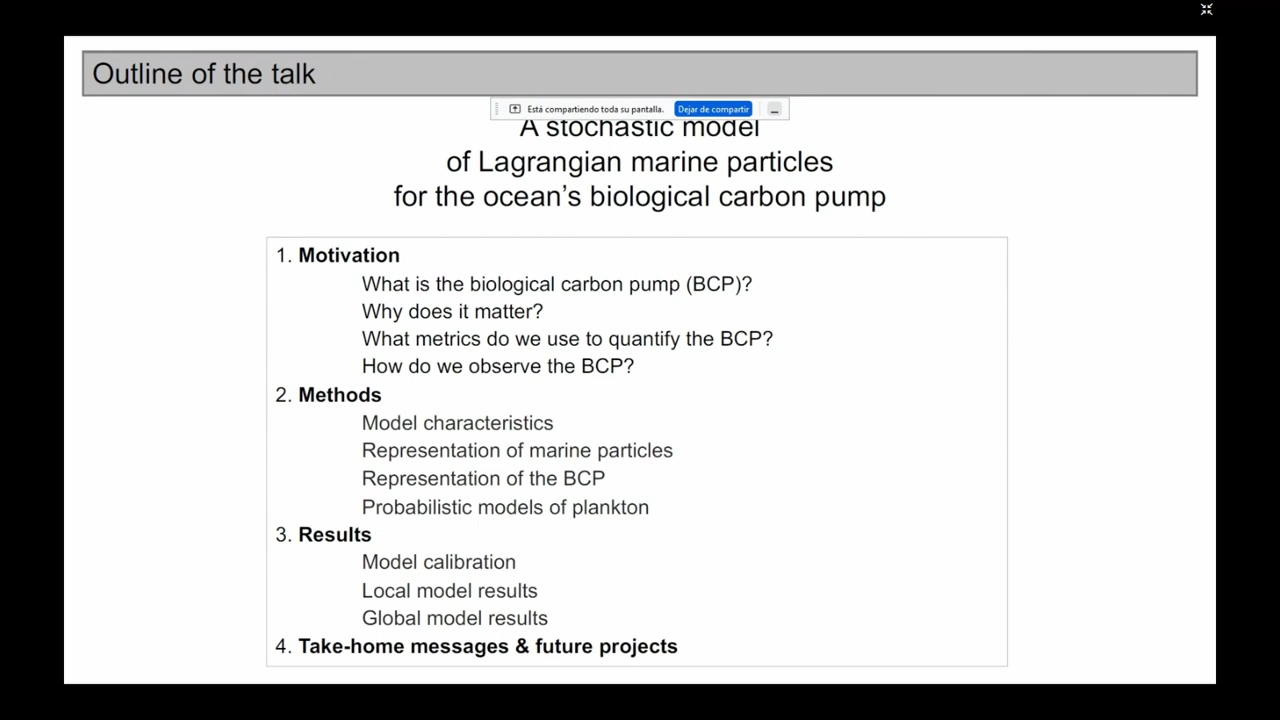 Outline of the talk
Está compartiendo toda su pantalla. Dejar de compartir
A stochastic model
of Lagrangian marine particles
for the ocean’s biological carbon pump
1. Motivation
What is the biological carbon pump (BCP)?
Why does it matter?
What metrics do we use to quantify the BCP?
How do we observe the BCP?
2. Methods
Model characteristics
Representation of marine particles
Representation of the BCP
Probabilistic models of plankton
3. Results
Model calibration
Local model results
Global model results
4. Take-home messages & future projects